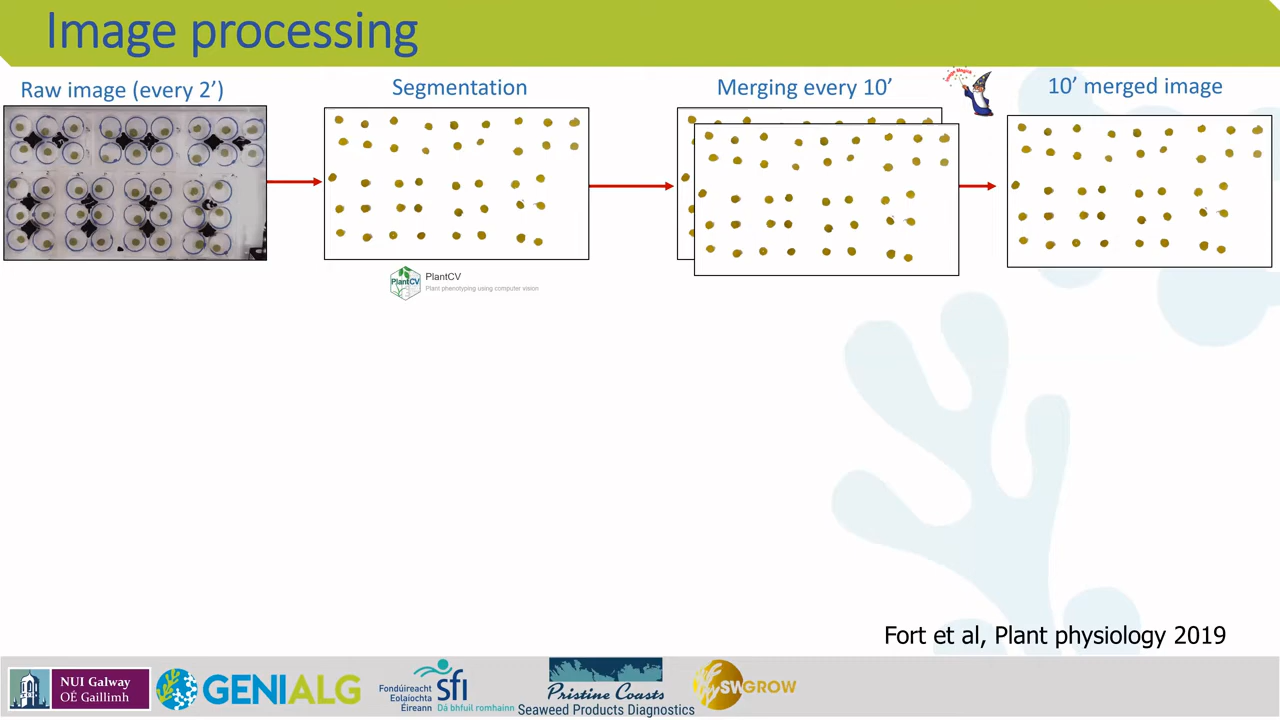 Image processing
Raw image (every 2’)
Segmentation
Merging every 10’
10’ merged image
PlantCV
PlantCV
Plant phenotyping using computer vision
Fort et al, Plant physiology 2019
NUI Galway
OÉ Gaillimh
GENIALG
Fondúireacht
Eolaíochta
Éireann
sfi
Dá bhfuil romhainn
Pristine Coasts
Seaweed Products Diagnostics
SWGROW